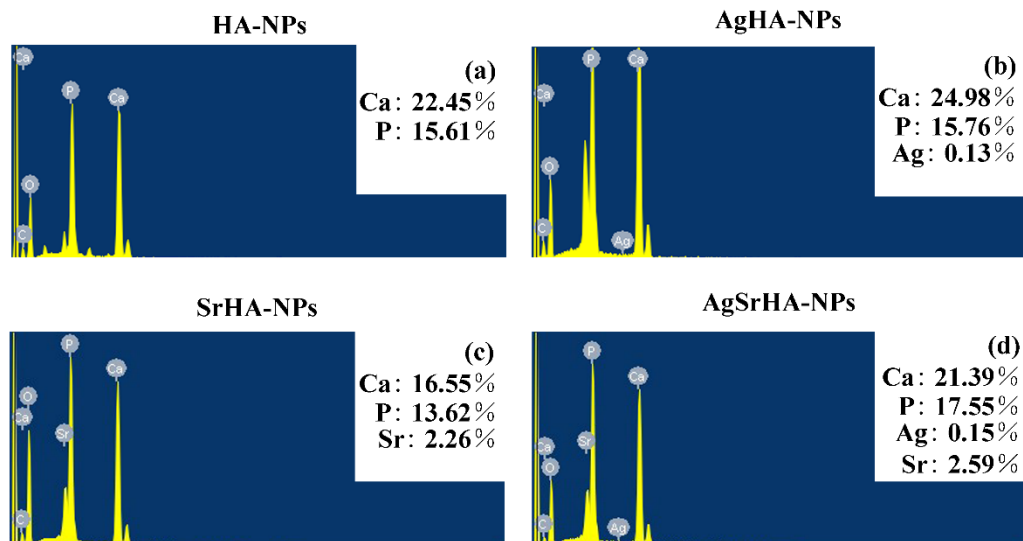 HA-NPs
Ca
P
Ca
O
C
(a)
Ca: 22.45%
P: 15.61%
AgHA-NPs
P
Ca
Ca
O
C
Ag
(b)
Ca: 24.98%
P: 15.76%
Ag: 0.13%
SrHA-NPs
P
Ca
O
Ca
Sr
C
(c)
Ca: 16.55%
P: 13.62%
Sr: 2.26%
AgSrHA-NPs
P
Ca
Sr
Ca
O
C
Ag
(d)
Ca: 21.39%
P: 17.55%
Ag: 0.15%
Sr: 2.59%